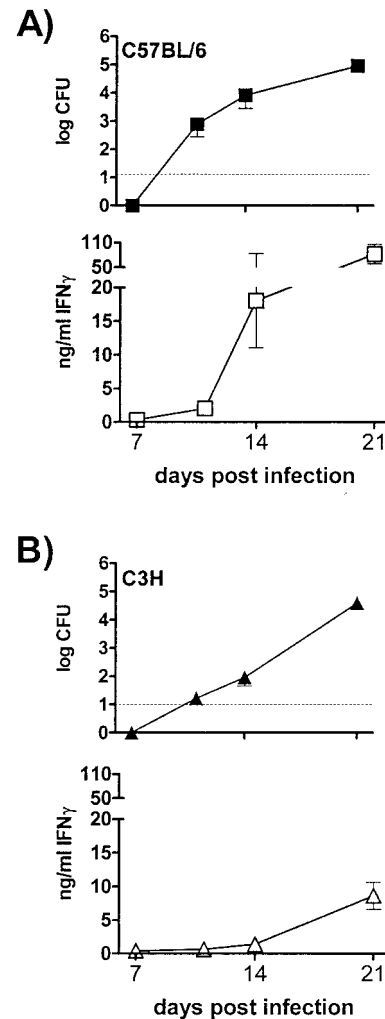 A)
C57BL/6
log CFU
6
5
4
3
2
1
0
ng/ml IFNγ
110
50
20
15
10
5
0
7 14 21
days post infection
B)
C3H
log CFU
6
5
4
3
2
1
0
ng/ml IFNγ
110
50
20
15
10
5
0
7 14 21
days post infection